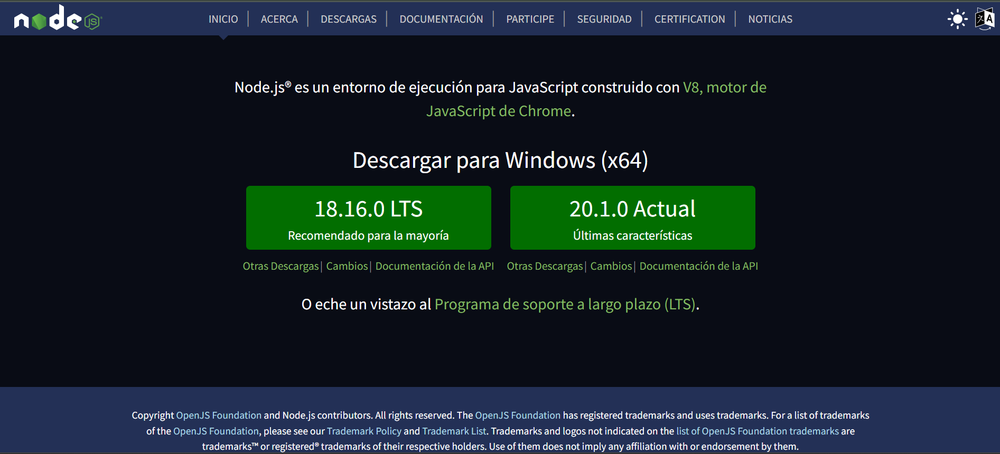 node JS
INICIO | ACERCA | DESCARGAS | DOCUMENTACIÓN | PARTICIPE | SEGURIDAD | CERTIFICATION | NOTICIAS
Node.js® es un entorno de ejecución para JavaScript construido con V8, motor de
JavaScript de Chrome.
Descargar para Windows (x64)
18.16.0 LTS
Recomendado para la mayoría
20.1.0 Actual
Últimas características
Otras Descargas | Cambios | Documentación de la API
Otras Descargas | Cambios | Documentación de la API
O eche un vistazo al Programa de soporte a largo plazo (LTS).
Copyright OpenJS Foundation and Node.js contributors. All rights reserved. The OpenJS Foundation has registered trademarks and uses trademarks. For a list of trademarks
of the OpenJS Foundation, please see our Trademark Policy and Trademark List. Trademarks and logos not indicated on the list of OpenJS Foundation trademarks are
trademarks™ or registered® trademarks of their respective holders. Use of them does not imply any affiliation with or endorsement by them.